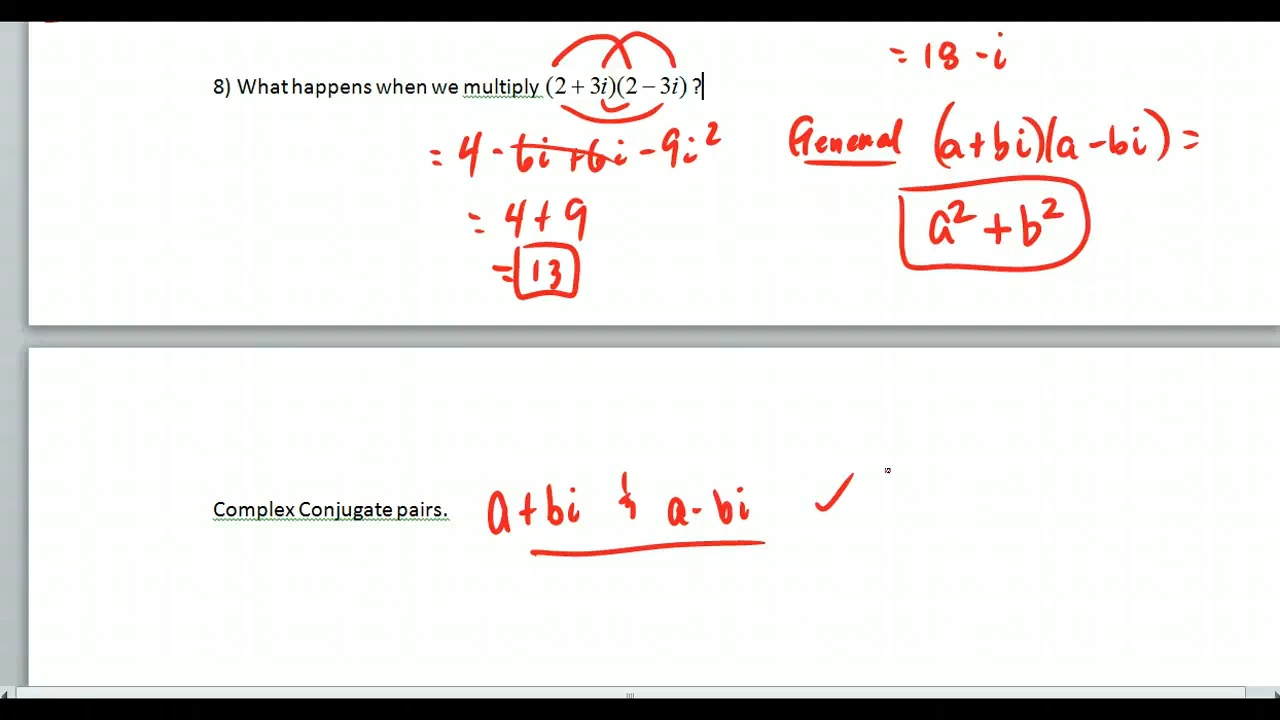 = 18 - i
8) What happens when we multiply (2 + 3i)(2 − 3i) ?
= 4 - 6i + 6i - 9i²
= 4 + 9
= 13
General (a+bi)(a-bi) =
a² + b²
Complex Conjugate pairs. a+bi & a-bi ✓